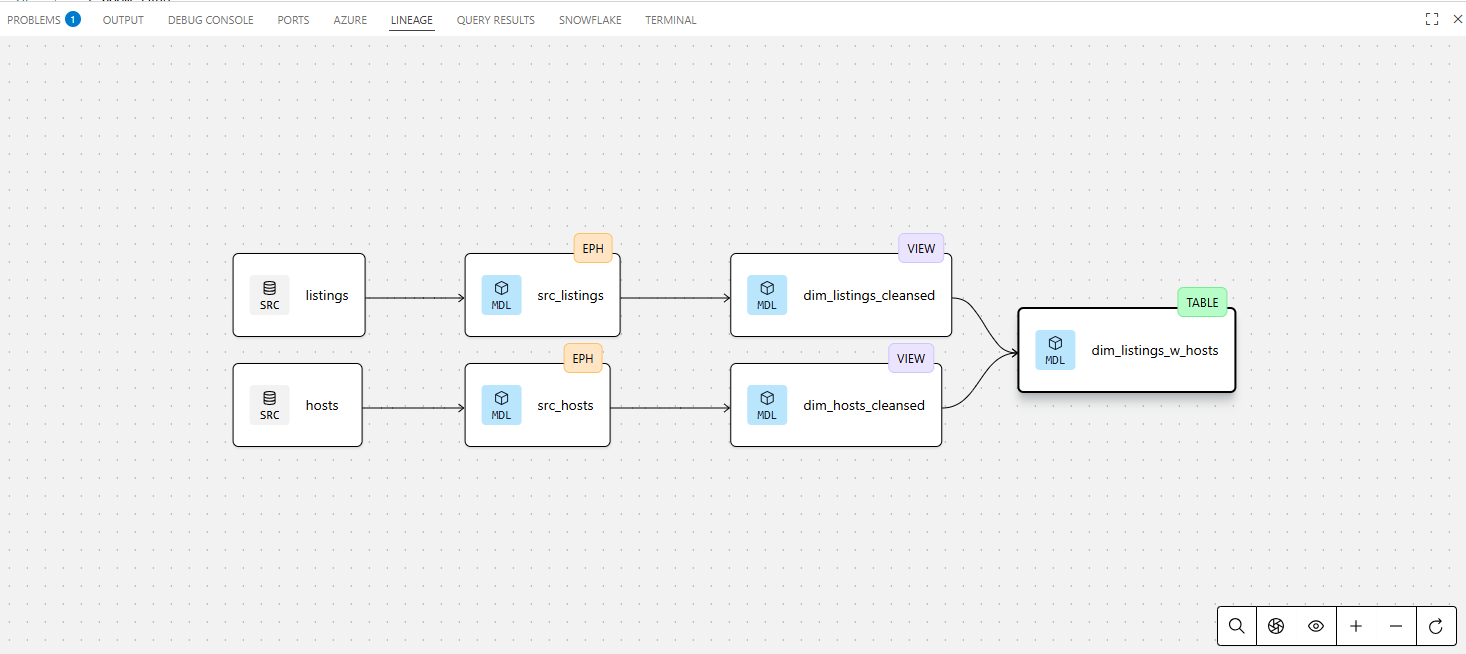 PROBLEMS 1 OUTPUT DEBUG CONSOLE PORTS AZURE LINEAGE QUERY RESULTS SNOWFLAKE TERMINAL
EPH
SRC listings
MDL src_listings
VIEW
MDL dim_listings_cleansed
EPH
SRC hosts
MDL src_hosts
VIEW
MDL dim_hosts_cleansed
TABLE
MDL dim_listings_w_hosts